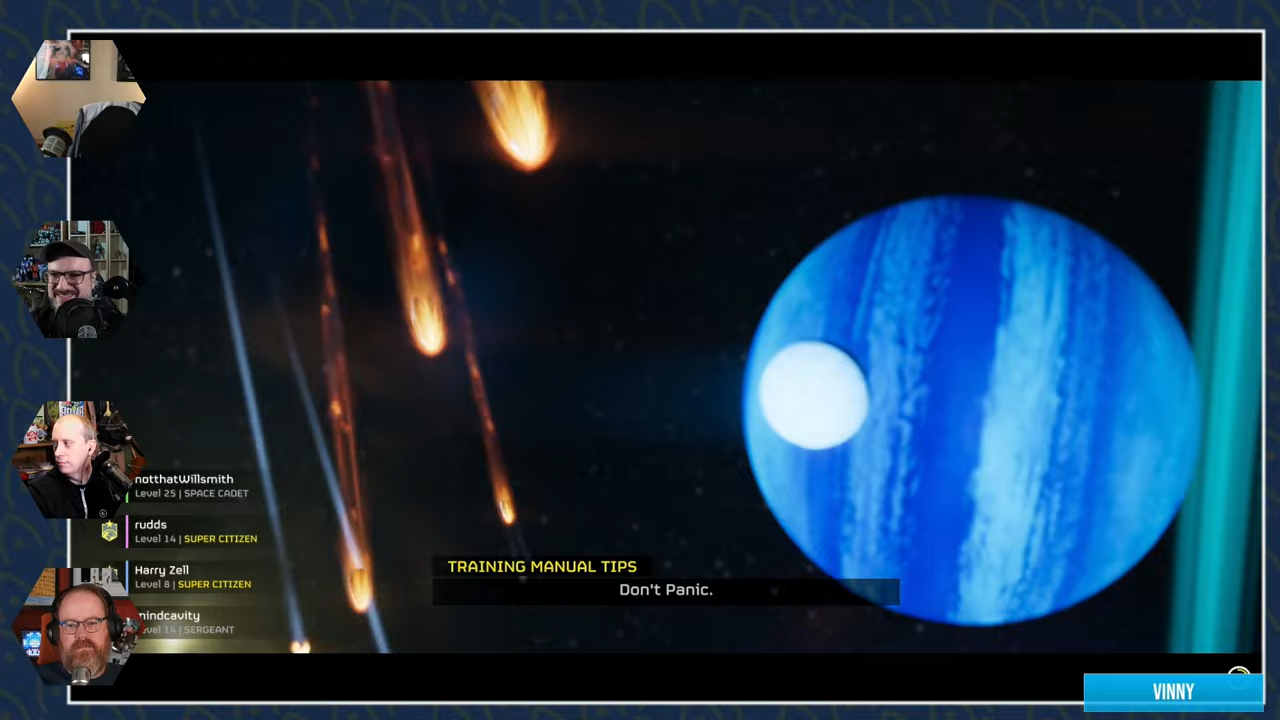 notthatWillsmith
Level 25 | SPACE CADET
rudds
Level 14 | SUPER CITIZEN
Harry Zell
Level 8 | SUPER CITIZEN
mindcavity
Level 14 | SERGEANT
TRAINING MANUAL TIPS
Don't Panic.
VINNY